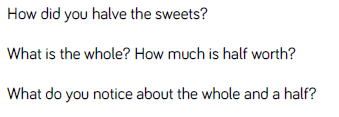 How did you halve the sweets?
What is the whole? How much is half worth?
What do you notice about the whole and a half?